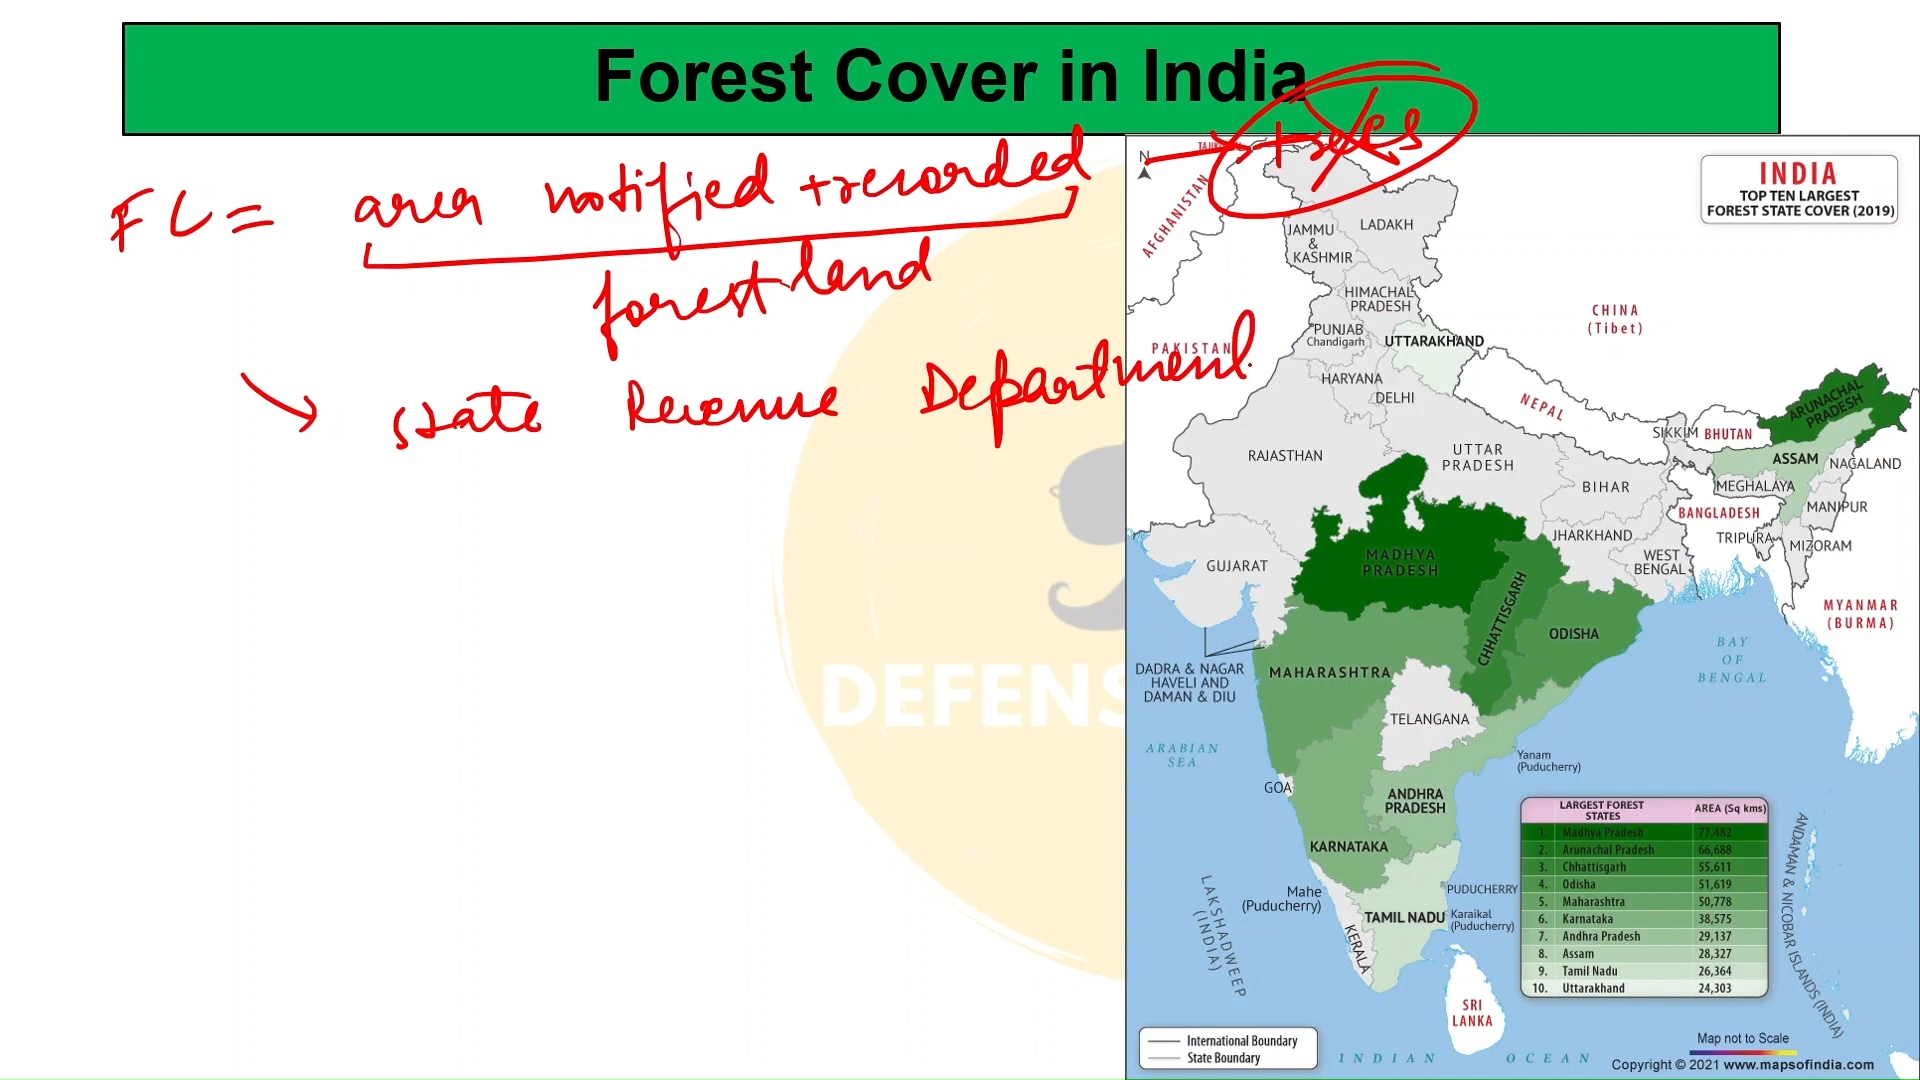 Forest Cover in India
trees
FC = area notified + recorded
forest land
→ State Revenue Department.
DEFENS
INDIA
TOP TEN LARGEST
FOREST STATE COVER (2019)
N
AFGHANISTAN
PAKISTAN
CHINA
(Tibet)
NEPAL
BHUTAN
BANGLADESH
MYANMAR
(BURMA)
SRI
LANKA
JAMMU
&
KASHMIR
LADAKH
HIMACHAL
PRADESH
PUNJAB
Chandigarh
UTTARAKHAND
HARYANA
DELHI
RAJASTHAN
UTTAR
PRADESH
BIHAR
SIKKIM
ARUNACHAL
PRADESH
ASSAM
NAGALAND
MEGHALAYA
MANIPUR
TRIPURA
MIZORAM
JHARKHAND
WEST
BENGAL
GUJARAT
MADHYA
PRADESH
CHHATTISGARH
ODISHA
DADRA & NAGAR
HAVELI AND
DAMAN & DIU
MAHARASHTRA
TELANGANA
Yanam
(Puducherry)
GOA
ANDHRA
PRADESH
KARNATAKA
Mahe
(Puducherry)
PUDUCHERRY
TAMIL NADU
Karaikal
(Puducherry)
KERALA
LAKSHADWEEP
(INDIA)
ANDAMAN & NICOBAR ISLANDS (INDIA)
ARABIAN
SEA
BAY
OF
BENGAL
INDIAN OCEAN
LARGEST FOREST
STATES AREA (Sq kms)
1. Madhya Pradesh 77,482
2. Arunachal Pradesh 66,688
3. Chhattisgarh 55,611
4. Odisha 51,619
5. Maharashtra 50,778
6. Karnataka 38,575
7. Andhra Pradesh 29,137
8. Assam 28,327
9. Tamil Nadu 26,364
10. Uttarakhand 24,303
International Boundary
State Boundary
Map not to Scale
Copyright © 2021 www.mapsofindia.com